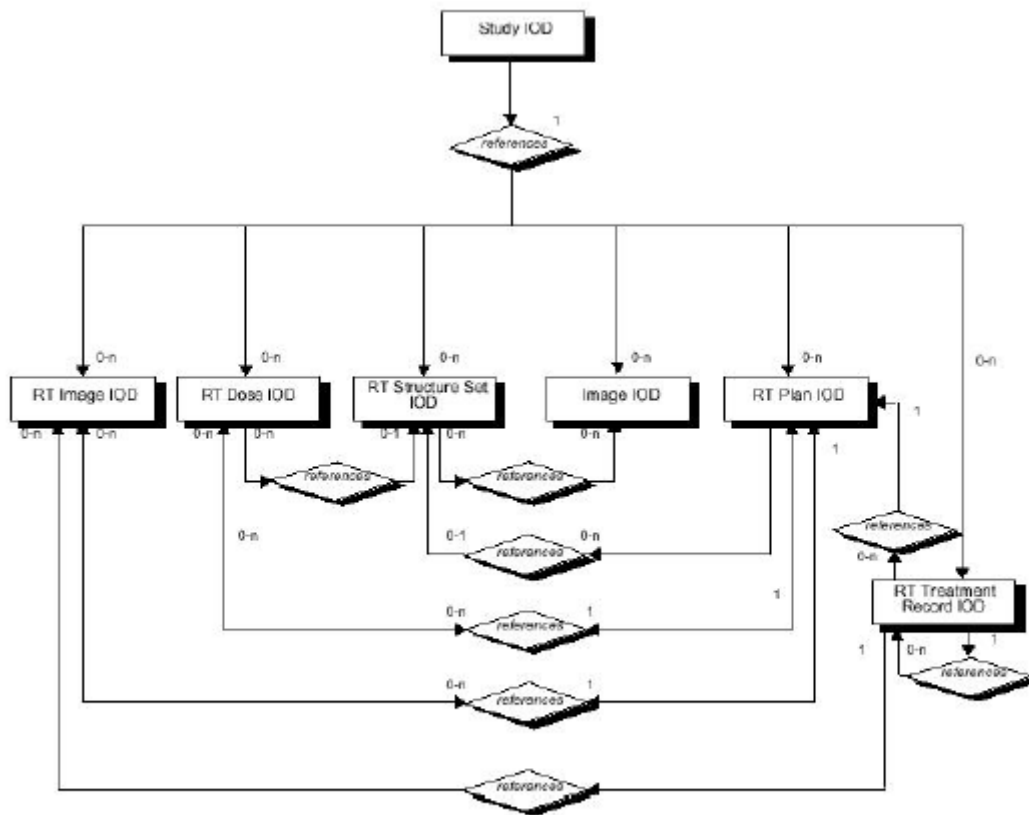 Study IOD
1
references
0-n
0-n
0-n
0-n
0-n
0-n
RT Image IOD
RT Dose IOD
RT Structure Set
IOD
Image IOD
RT Plan IOD
0-n
0-n
0-n
0-n
0-1
0-n
0-n
1
1
references
references
0-n
0-1
references
0-n
references
0-n
RT Treatment
Record IOD
1
0-n
references
1
1
0-n
1
references
0-n
references
1
references